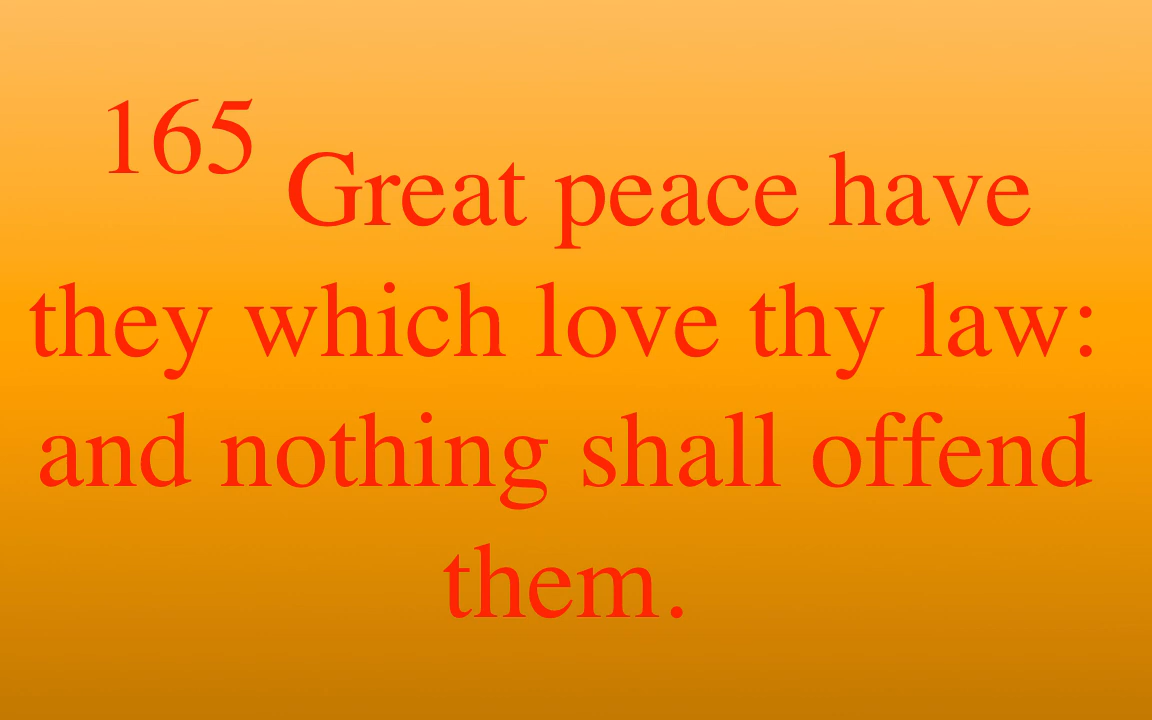 165 Great peace have
they which love thy law:
and nothing shall offend
them.